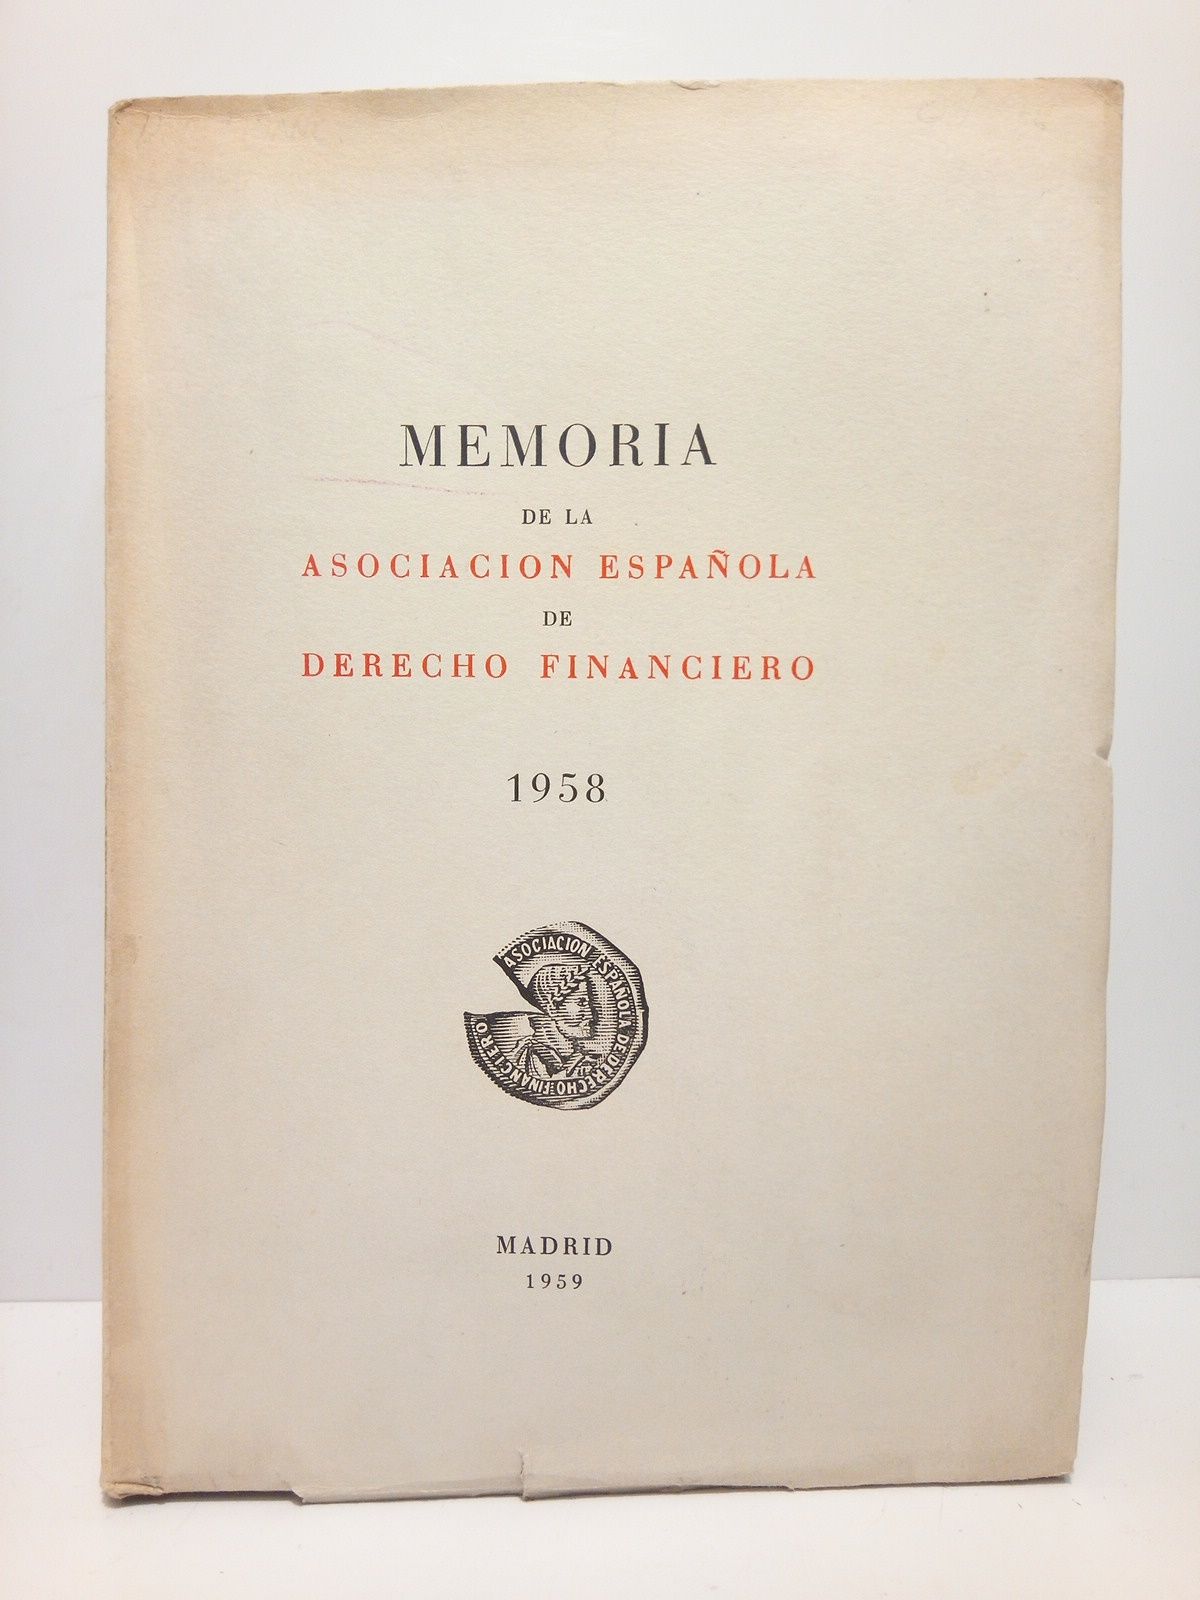 MEMORIA
DE LA
ASOCIACION ESPAÑOLA
DE
DERECHO FINANCIERO
1958
ASOCIACION ESPAÑOLA DE DERECHO FINANCIERO
MADRID
1959